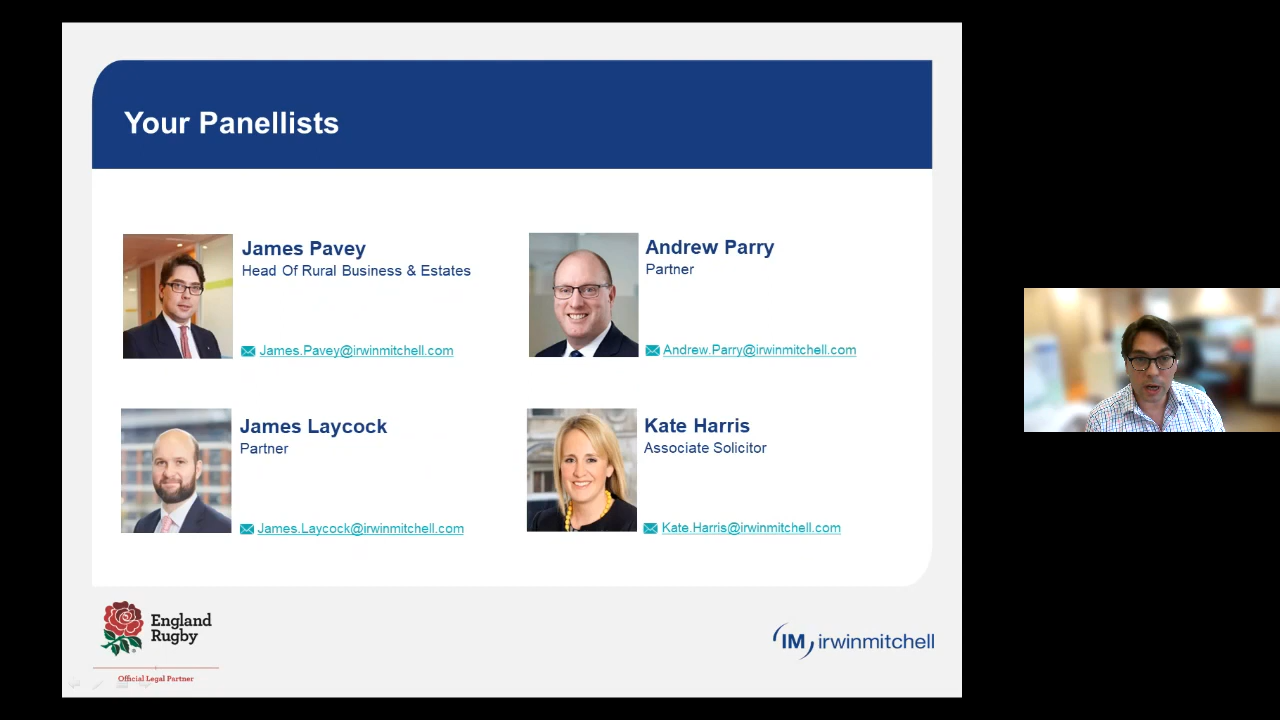 Your Panellists
James Pavey
Head Of Rural Business & Estates
James.Pavey@irwinmitchell.com
Andrew Parry
Partner
Andrew.Parry@irwinmitchell.com
James Laycock
Partner
James.Laycock@irwinmitchell.com
Kate Harris
Associate Solicitor
Kate.Harris@irwinmitchell.com
England
Rugby
Official Legal Partner
IM irwinmitchell